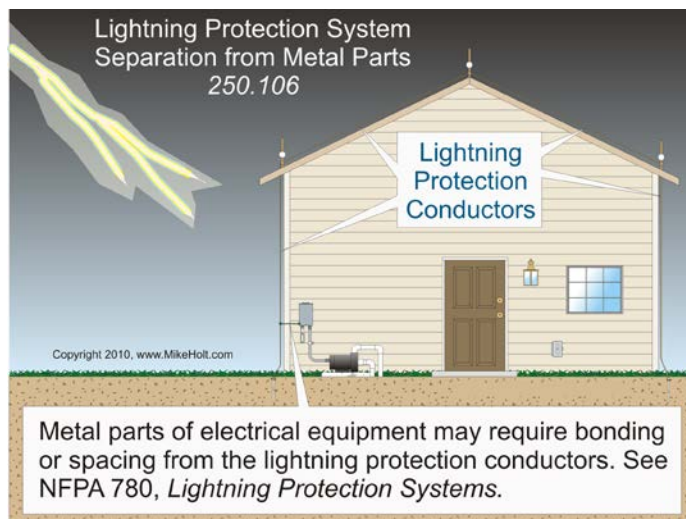 Lightning Protection System
Separation from Metal Parts
250.106
Lightning
Protection
Conductors
Copyright 2010, www.MikeHolt.com
Metal parts of electrical equipment may require bonding
or spacing from the lightning protection conductors. See
NFPA 780, Lightning Protection Systems.